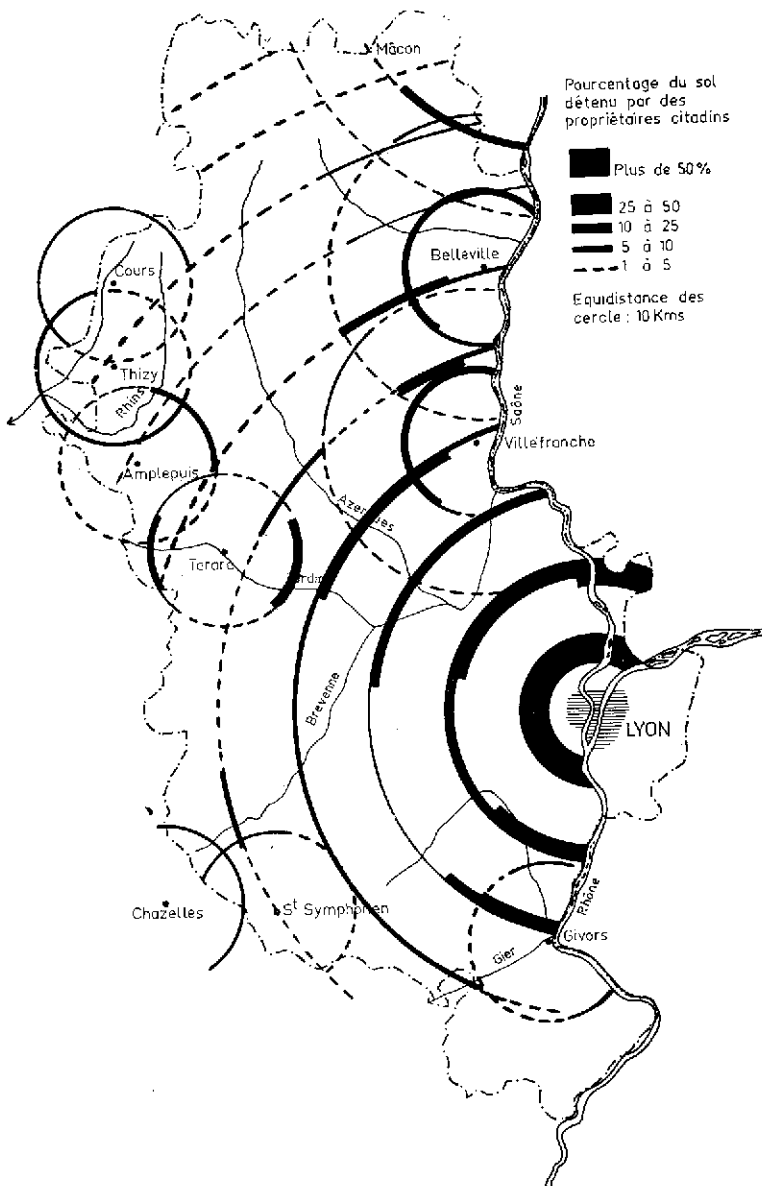 Mâcon
Pourcentage du sol
détenu par des
propriétaires citadins
Plus de 50%
25 à 50
10 à 25
5 à 10
1 à 5
Equidistance des
cercle : 10 Kms
Belleville
Cours
Thizy
Rhins
Saône
Villefranche
Amplepuis
Azergues
Tarare
Brevenne
LYON
Chazelles
St Symphorien
Rhône
Givors
Gier